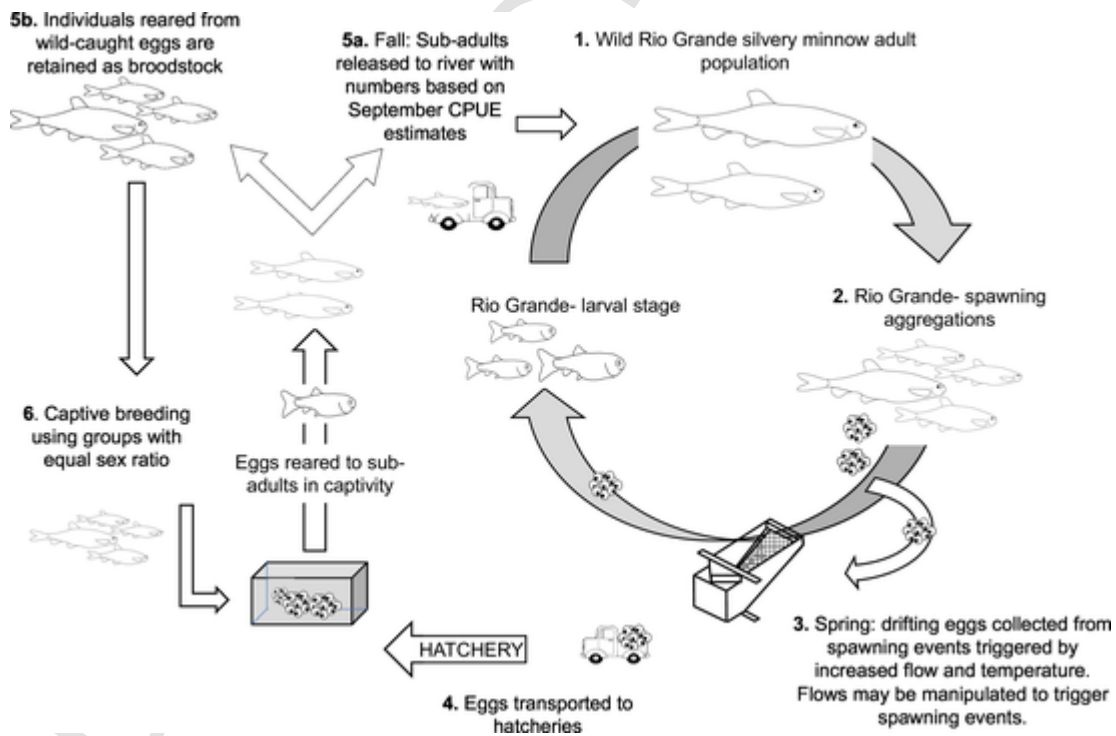 5b. Individuals reared from
wild-caught eggs are
retained as broodstock
5a. Fall: Sub-adults
released to river with
numbers based on
September CPUE
estimates
1. Wild Rio Grande silvery minnow adult
population
Rio Grande- larval stage
2. Rio Grande- spawning
aggregations
6. Captive breeding
using groups with
equal sex ratio
Eggs reared to sub-
adults in captivity
3. Spring: drifting eggs collected from
spawning events triggered by
increased flow and temperature.
Flows may be manipulated to trigger
spawning events.
HATCHERY
4. Eggs transported to
hatcheries